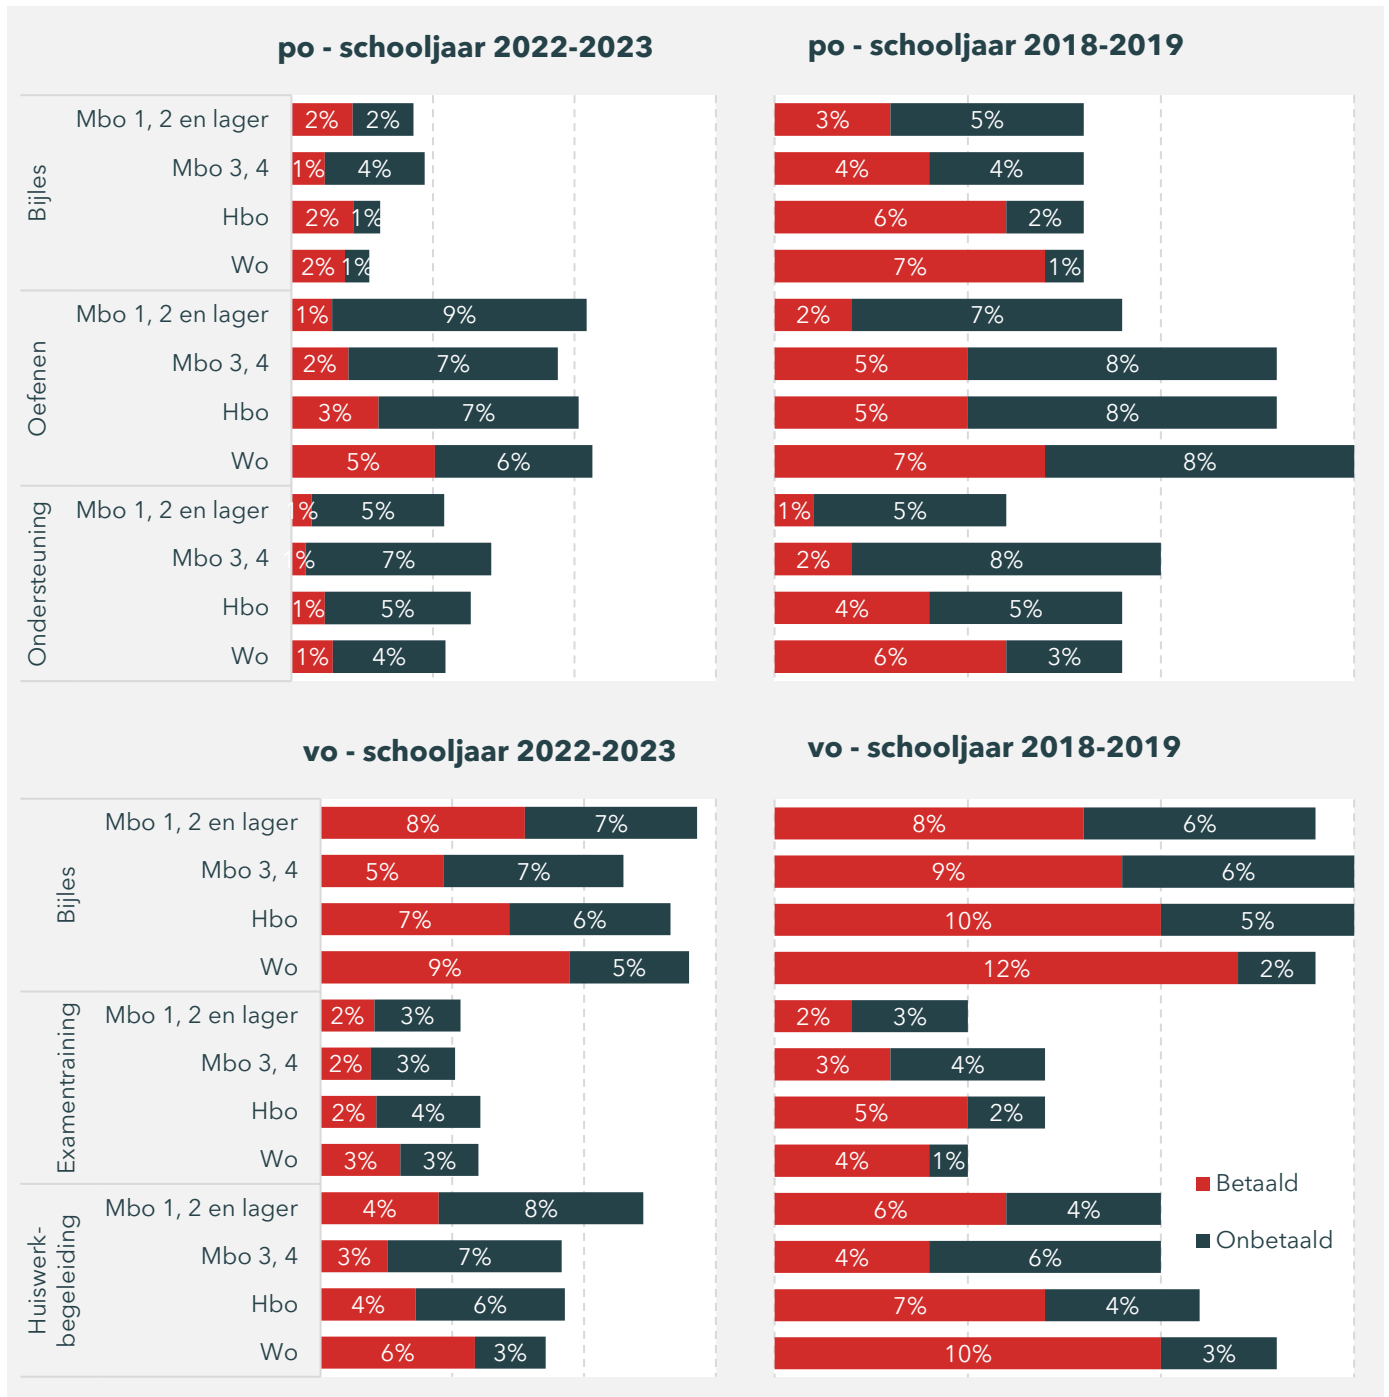 po - schooljaar 2022-2023
po - schooljaar 2018-2019
Bijles
Mbo 1, 2 en lager 2% 2% 3% 5%
Mbo 3, 4 1% 4% 4% 4%
Hbo 2% 1% 6% 2%
Wo 2% 1% 7% 1%
Oefenen
Mbo 1, 2 en lager 1% 9% 2% 7%
Mbo 3, 4 2% 7% 5% 8%
Hbo 3% 7% 5% 8%
Wo 5% 6% 7% 8%
Ondersteuning
Mbo 1, 2 en lager 1% 5% 1% 5%
Mbo 3, 4 1% 7% 2% 8%
Hbo 1% 5% 4% 5%
Wo 1% 4% 6% 3%
vo - schooljaar 2022-2023
vo - schooljaar 2018-2019
Bijles
Mbo 1, 2 en lager 8% 7% 8% 6%
Mbo 3, 4 5% 7% 9% 6%
Hbo 7% 6% 10% 5%
Wo 9% 5% 12% 2%
Examentraining
Mbo 1, 2 en lager 2% 3% 2% 3%
Mbo 3, 4 2% 3% 3% 4%
Hbo 2% 4% 5% 2%
Wo 3% 3% 4% 1%
Huiswerk-
begeleiding
Mbo 1, 2 en lager 4% 8% 6% 4%
Mbo 3, 4 3% 7% 4% 6%
Hbo 4% 6% 7% 4%
Wo 6% 3% 10% 3%
Betaald
Onbetaald